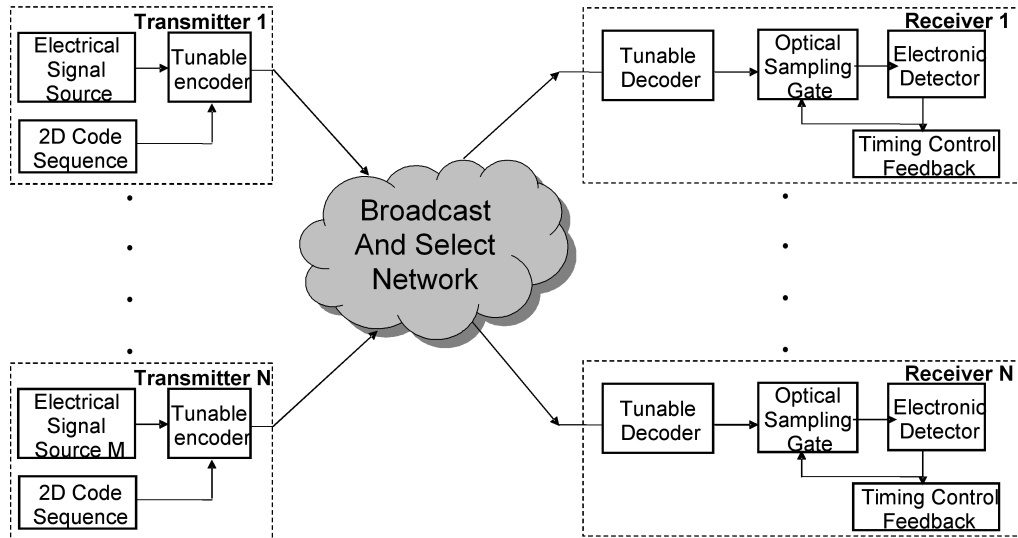 Transmitter 1
Electrical
Signal
Source
Tunable
encoder
2D Code
Sequence
Broadcast
And Select
Network
Receiver 1
Tunable
Decoder
Optical
Sampling
Gate
Electronic
Detector
Timing Control
Feedback
Transmitter N
Electrical
Signal
Source M
Tunable
encoder
2D Code
Sequence
Receiver N
Tunable
Decoder
Optical
Sampling
Gate
Electronic
Detector
Timing Control
Feedback